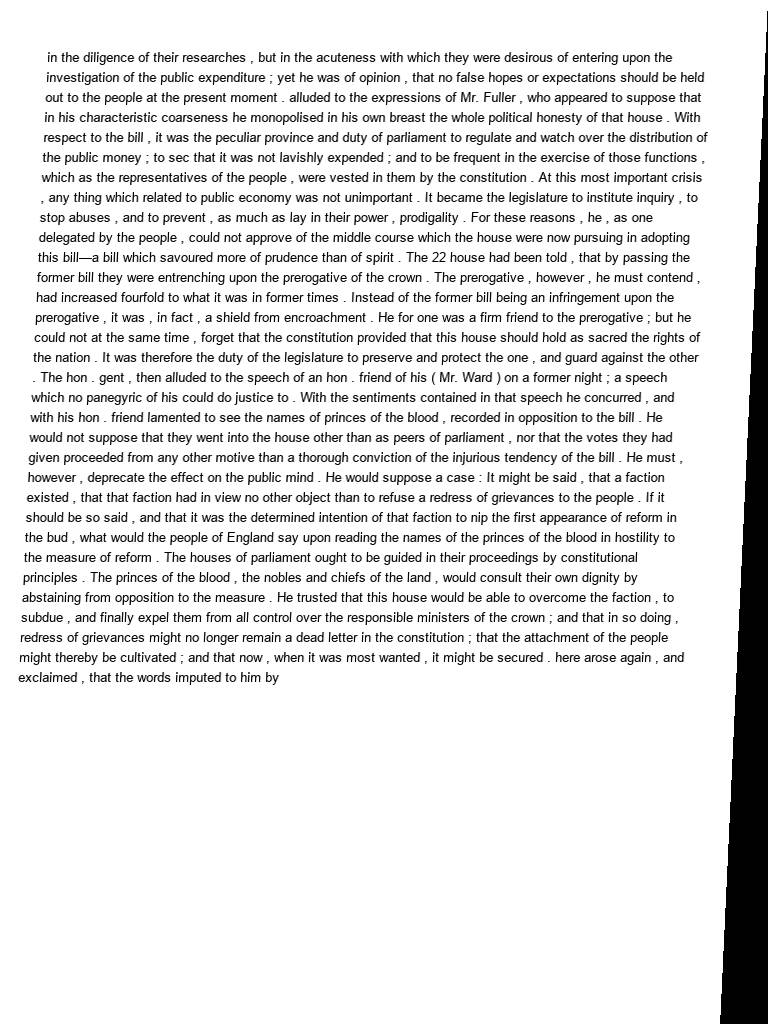 in the diligence of their researches , but in the acuteness with which they were desirous of entering upon the
investigation of the public expenditure ; yet he was of opinion , that no false hopes or expectations should be held
out to the people at the present moment . alluded to the expressions of Mr. Fuller , who appeared to suppose that
in his characteristic coarseness he monopolised in his own breast the whole political honesty of that house . With
respect to the bill , it was the peculiar province and duty of parliament to regulate and watch over the distribution of
the public money ; to sec that it was not lavishly expended ; and to be frequent in the exercise of those functions ,
which as the representatives of the people , were vested in them by the constitution . At this most important crisis
, any thing which related to public economy was not unimportant . It became the legislature to institute inquiry , to
stop abuses , and to prevent , as much as lay in their power , prodigality . For these reasons , he , as one
delegated by the people , could not approve of the middle course which the house were now pursuing in adopting
this bill—a bill which savoured more of prudence than of spirit . The 22 house had been told , that by passing the
former bill they were entrenching upon the prerogative of the crown . The prerogative , however , he must contend ,
had increased fourfold to what it was in former times . Instead of the former bill being an infringement upon the
prerogative , it was , in fact , a shield from encroachment . He for one was a firm friend to the prerogative ; but he
could not at the same time , forget that the constitution provided that this house should hold as sacred the rights of
the nation . It was therefore the duty of the legislature to preserve and protect the one , and guard against the other
. The hon . gent , then alluded to the speech of an hon . friend of his ( Mr. Ward ) on a former night ; a speech
which no panegyric of his could do justice to . With the sentiments contained in that speech he concurred , and
with his hon . friend lamented to see the names of princes of the blood , recorded in opposition to the bill . He
would not suppose that they went into the house other than as peers of parliament , nor that the votes they had
given proceeded from any other motive than a thorough conviction of the injurious tendency of the bill . He must ,
however , deprecate the effect on the public mind . He would suppose a case : It might be said , that a faction
existed , that that faction had in view no other object than to refuse a redress of grievances to the people . If it
should be so said , and that it was the determined intention of that faction to nip the first appearance of reform in
the bud , what would the people of England say upon reading the names of the princes of the blood in hostility to
the measure of reform . The houses of parliament ought to be guided in their proceedings by constitutional
principles . The princes of the blood , the nobles and chiefs of the land , would consult their own dignity by
abstaining from opposition to the measure . He trusted that this house would be able to overcome the faction , to
subdue , and finally expel them from all control over the responsible ministers of the crown ; and that in so doing ,
redress of grievances might no longer remain a dead letter in the constitution ; that the attachment of the people
might thereby be cultivated ; and that now , when it was most wanted , it might be secured . here arose again , and
exclaimed , that the words imputed to him by